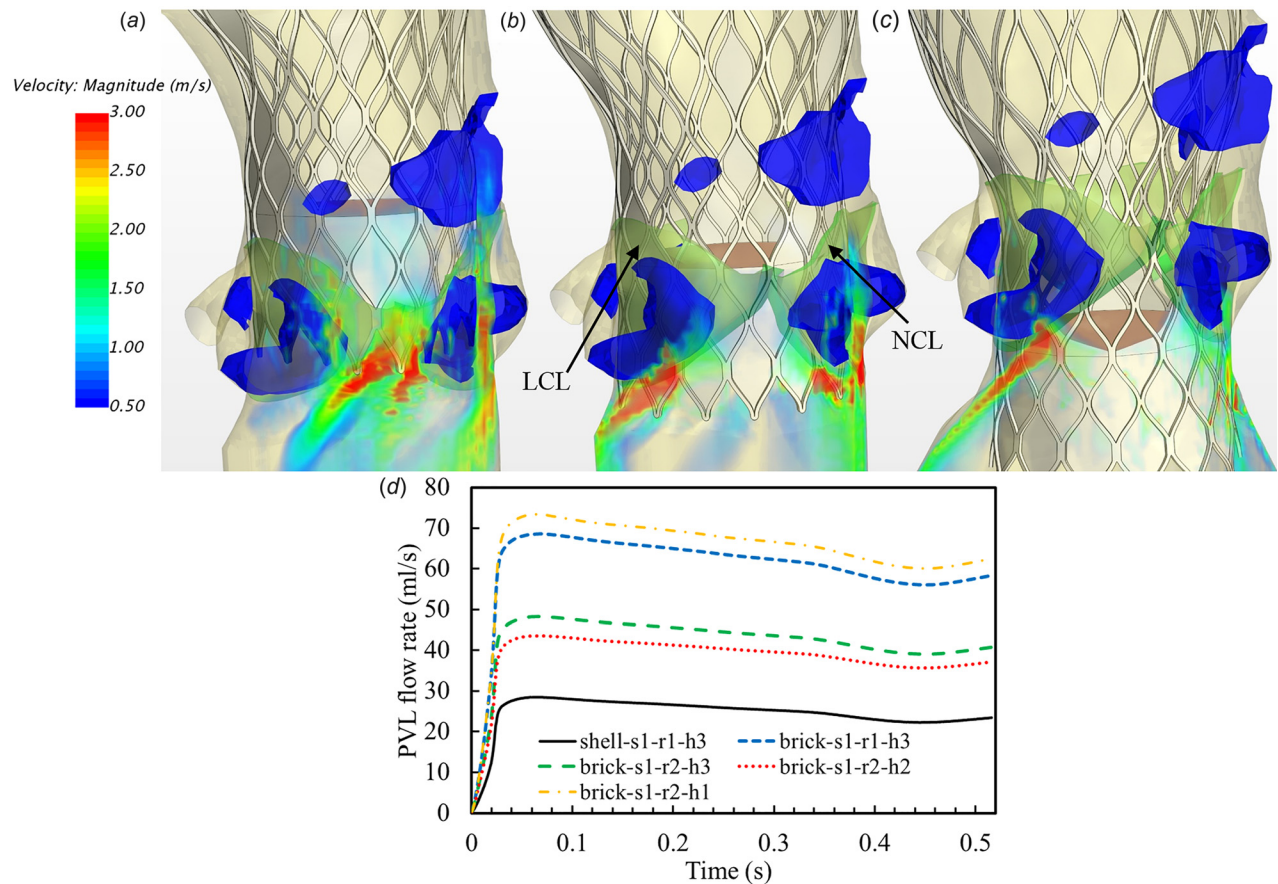 (a)
(b)
(c)
Velocity: Magnitude (m/s)
3.00
2.50
2.00
1.50
1.00
0.50
LCL
NCL
(d)
80
70
60
50
40
30
20
10
0
PVL flow rate (ml/s)
shell-s1-r1-h3
brick-s1-r1-h3
brick-s1-r2-h3
brick-s1-r2-h2
brick-s1-r2-h1
0
0.1
0.2
0.3
0.4
0.5
Time (s)